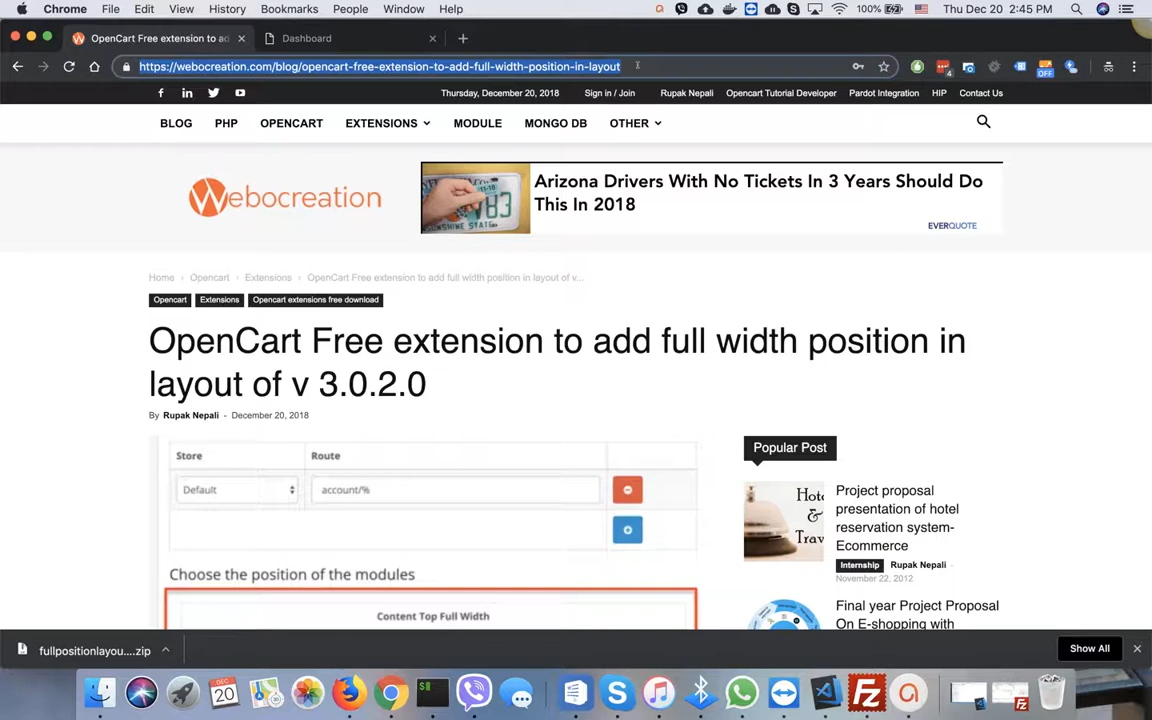 Chrome File Edit View History Bookmarks People Window Help 100% Thu Dec 20 2:45 PM
OpenCart Free extension to ad Dashboard
https://webocreation.com/blog/opencart-free-extension-to-add-full-width-position-in-layout
4 OFF
Thursday, December 20, 2018 Sign in / Join Rupak Nepali Opencart Tutorial Developer Pardot Integration HIP Contact Us
BLOG PHP OPENCART EXTENSIONS MODULE MONGO DB OTHER
Webocreation
Arizona Drivers With No Tickets In 3 Years Should Do
This In 2018
EVERQUOTE
Home › Opencart › Extensions › OpenCart Free extension to add full width position in layout of v...
Opencart Extensions Opencart extensions free download
OpenCart Free extension to add full width position in
layout of v 3.0.2.0
By Rupak Nepali - December 20, 2018
Store Route
Default account/%
Choose the position of the modules
Content Top Full Width
Popular Post
Project proposal
presentation of hotel
reservation system-
Ecommerce
Internship Rupak Nepali -
November 22, 2012
Final year Project Proposal
On E-shopping with
fullpositionlayou....zip
Show All
DEC
20